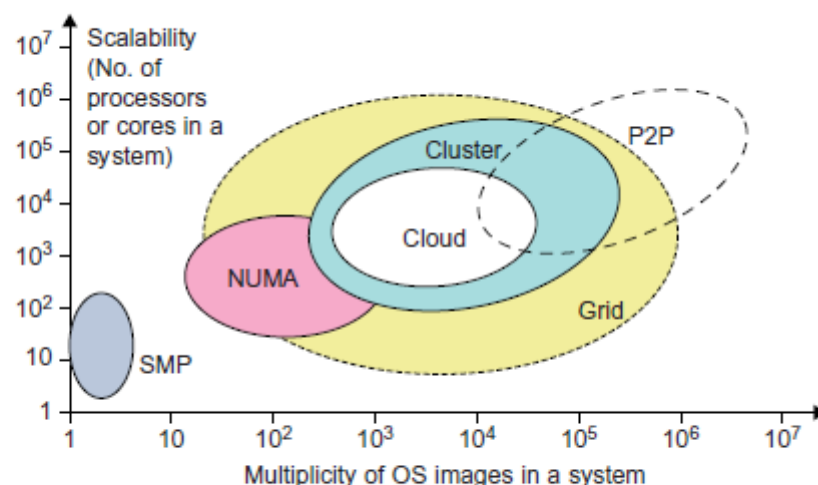 Scalability
(No. of
processors
or cores in a
system)
10⁷
10⁶
10⁵
10⁴
10³
10²
10
1
P2P
Cluster
Cloud
NUMA
Grid
SMP
1 10 10² 10³ 10⁴ 10⁵ 10⁶ 10⁷
Multiplicity of OS images in a system